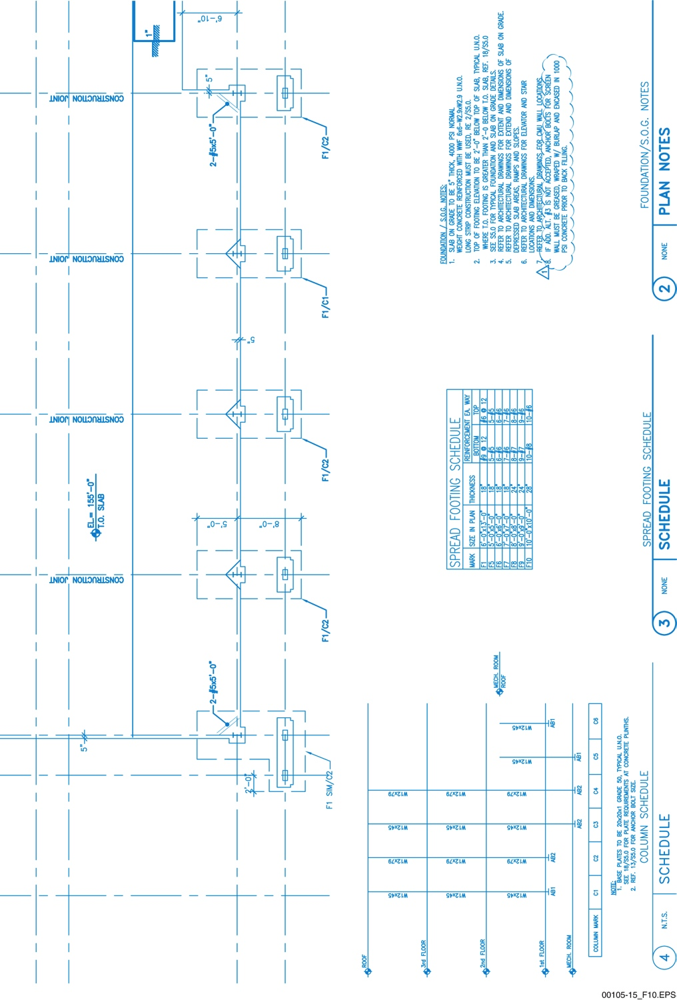 6'-10"
1"
5"
CONSTRUCTION
JOINT
2-#5x5'-0"
F1/C2
CONSTRUCTION
JOINT
F1/C1
5"
CONSTRUCTION
JOINT
F1/C2
EL= 155'-0"
T.O. SLAB
5'-0"
8'-0"
CONSTRUCTION
JOINT
F1/C2
2-#5x5'-0"
5"
2'-0"
F1 SIM/C2
FOUNDATION / S.O.G. NOTES:
1. SLAB ON GRADE TO BE 5" THICK, 4000 PSI NORMAL
WEIGHT CONCRETE REINFORCED WITH WWF 6x6-W2.9xW2.9 U.N.O.
LONG STRIP CONSTRUCTION MUST BE USED, RE 2/S5.0.
2. TOP OF FOOTING ELEVATION TO BE 2'-0" BELOW TOP OF SLAB, TYPICAL U.N.O.
WHERE T.O. FOOTING IS GREATER THAN 2'-0 BELOW T.O. SLAB, REF. 18/S5.0
3. SEE S5.0 FOR TYPICAL FOUNDATION AND SLAB ON GRADE DETAILS.
4. REFER TO ARCHITECTURAL DRAWINGS FOR EXTENT AND DIMENSIONS OF SLAB ON GRADE.
5. REFER TO ARCHITECTURAL DRAWINGS FOR EXTEND AND DIMENSIONS OF
DEPRESSED SLAB AREAS, RAMPS AND SLOPES.
6. REFER TO ARCHITECTURAL DRAWINGS FOR ELEVATOR AND STAIR
LOCATIONS AND DIMENSIONS.
7. REFER TO ARCHITECTURAL DRAWINGS FOR CMU WALL LOCATIONS.
8. IF ADD. ALT. #3 IS NOT ACCEPTED, ANCHOR BOLTS FOR SCREEN
WALL MUST BE GREASED, WRAPED W/ BURLAP AND ENCASED IN 1000
PSI CONCRETE PRIOR TO BACK FILLING.
1
FOUNDATION/S.O.G. NOTES
2 NONE PLAN NOTES
SPREAD FOOTING SCHEDULE
MARK SIZE IN PLAN THICKNESS REINFORCEMENT EA. WAY
BOTTOM TOP
F1 6'-0"x13'-0" 18" #9 @ 12 #6 @ 12
F5 5'-0"x5'-0" 18" 5-#5 5-#5
F6 6'-0"x6'-0" 18" 6-#6 6-#6
F7 7'-0"x7'-0" 18" 7-#6 7-#6
F8 8'-0"x8'-0" 24" 8-#7 8-#6
F9 9'-0"x9'-0" 24" 9-#7 9-#6
F10 10'-0"x10'-0" 28" 10-#8 10-#6
SPREAD FOOTING SCHEDULE
3 NONE SCHEDULE
MECH. ROOM
ROOF
ROOF
3rd FLOOR
2nd FLOOR
1st FLOOR
MECH. ROOM
W12x45 W12x79 W12x45 W12x79
W12x45 W12x79 W12x45 W12x79
W12x45 W12x79 W12x45 W12x79 W12x45 W12x45
AB1 AB2 AB2 AB2 AB1 AB1
COLUMN MARK C1 C2 C3 C4 C5 C6
NOTE:
1. BASE PLATES TO BE 20x20x1 GRADE 50, TYPICAL U.N.O.
SEE 18/S5.0 FOR PLATE REQUIREMENTS AT CONCRETE PLINTHS.
2. REF. 13/S5.0 FOR ANCHOR BOLT SIZE.
COLUMN SCHEDULE
4 N.T.S. SCHEDULE
00105-15_F10.EPS